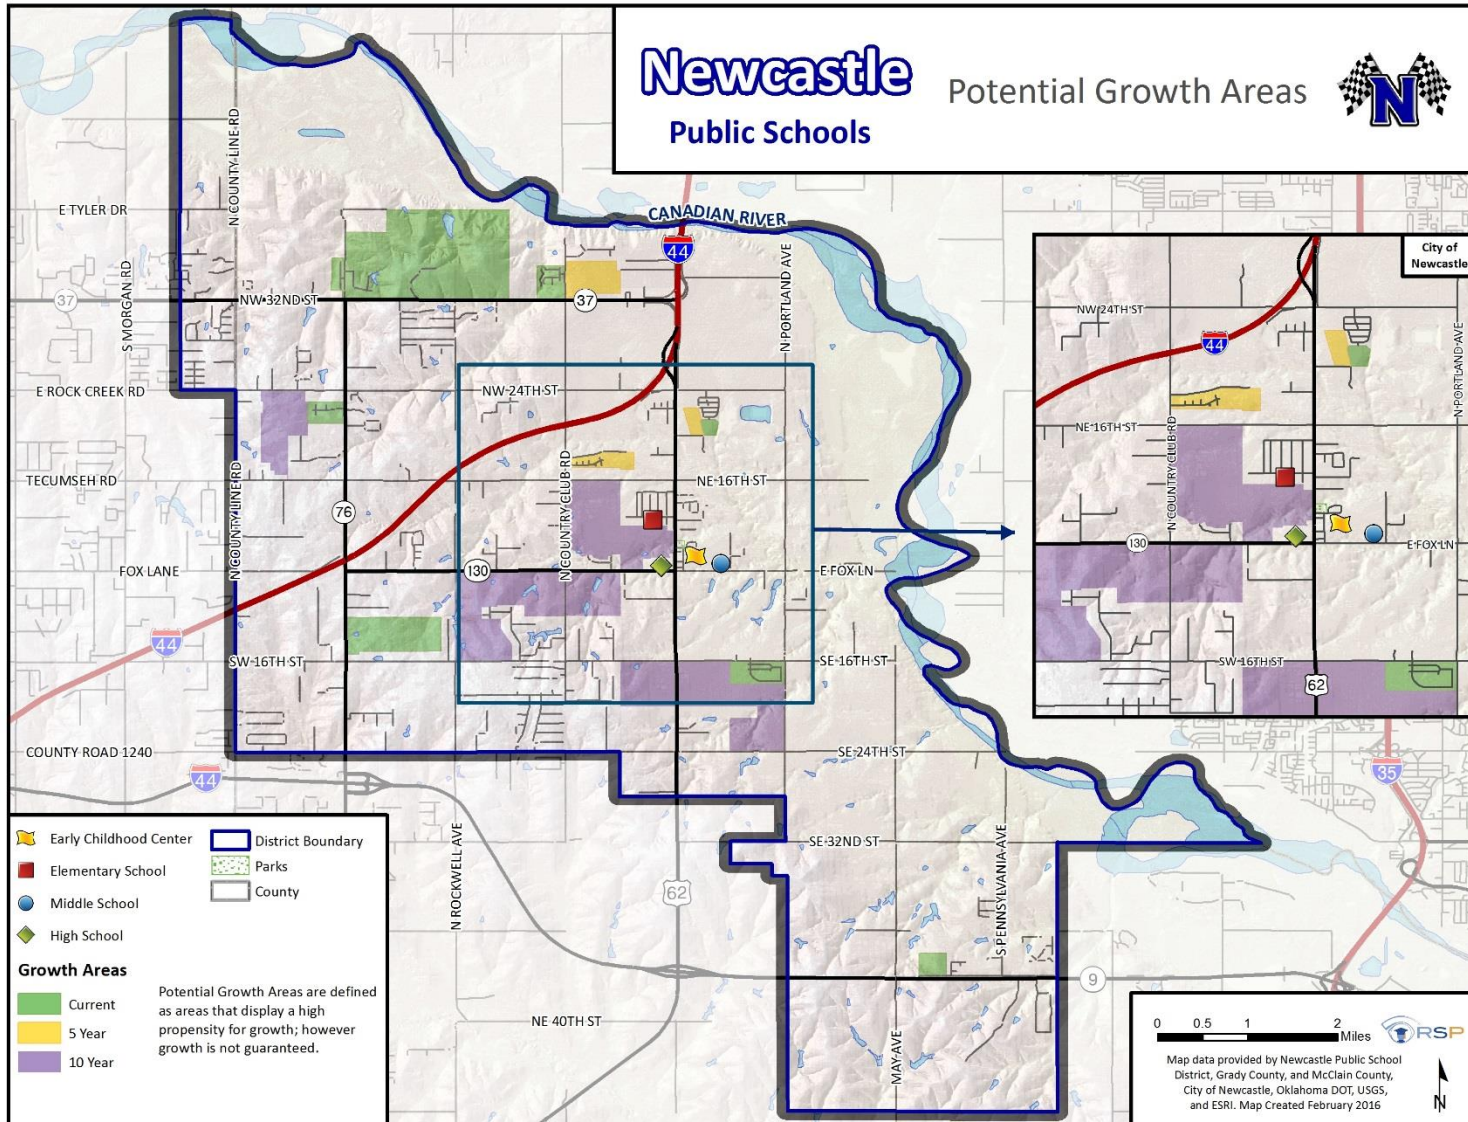 Newcastle
Public Schools
Potential Growth Areas
N
CANADIAN RIVER
N COUNTY LINE RD
E TYLER DR
S MORGAN RD
44
N PORTLAND AVE
37
NW 32ND ST
37
E ROCK CREEK RD
NW 24TH ST
TECUMSEH RD
N COUNTY LINE RD
76
N COUNTRY CLUB RD
NE 16TH ST
FOX LANE
130
E FOX LN
44
SW 16TH ST
SE 16TH ST
COUNTY ROAD 1240
44
SE 24TH ST
35
N ROCKWELL AVE
62
SE 32ND ST
S PENNSYLVANIA AVE
9
NE 40TH ST
MAY AVE
City of
Newcastle
NW 24TH ST
44
N PORTLAND AVE
NE 16TH ST
N COUNTRY CLUB RD
130
E FOX LN
SW 16TH ST
62
Early Childhood Center
Elementary School
Middle School
High School
District Boundary
Parks
County
Growth Areas
Current
5 Year
10 Year
Potential Growth Areas are defined
as areas that display a high
propensity for growth; however
growth is not guaranteed.
0 0.5 1 2
Miles
RSP
Map data provided by Newcastle Public School
District, Grady County, and McClain County,
City of Newcastle, Oklahoma DOT, USGS,
and ESRI. Map Created February 2016
N